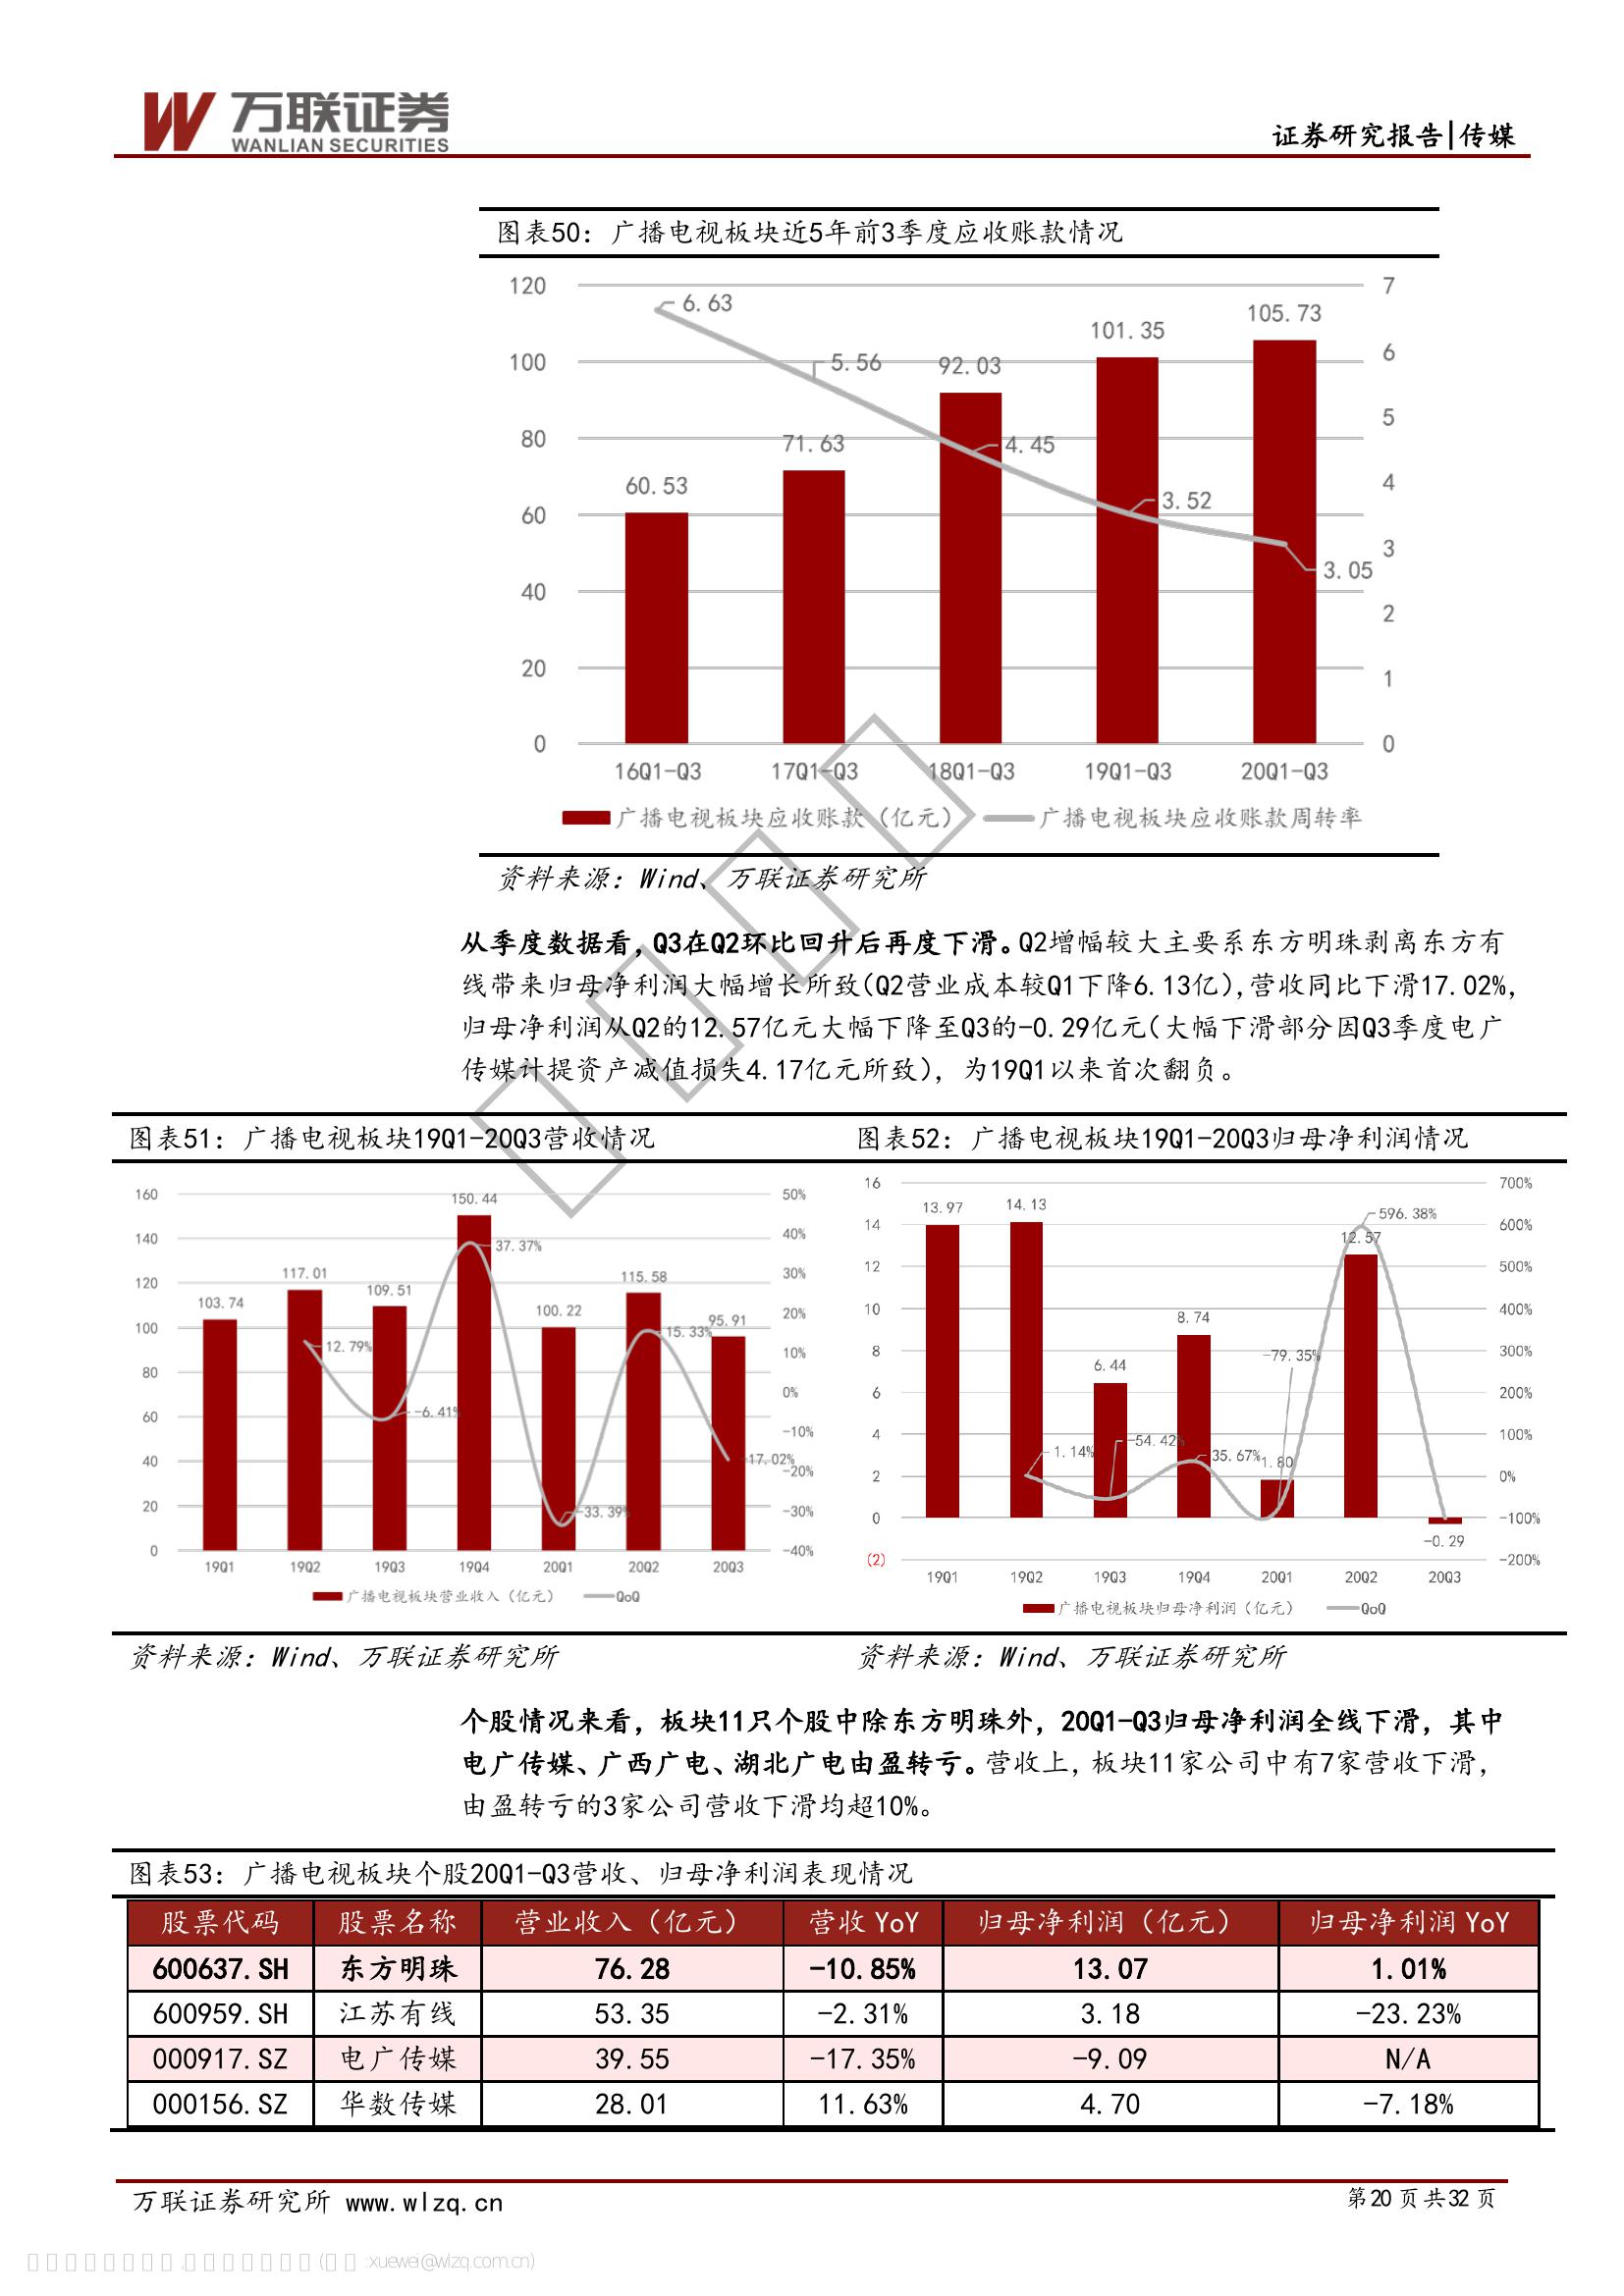 万联证券
WANLIAN SECURITIES
证券研究报告|传媒
图表50：广播电视板块近5年前3季度应收账款情况
120
100
80
60
40
20
0
7
6
5
4
3
2
1
0
60.53
71.63
92.03
101.35
105.73
6.63
5.56
4.45
3.52
3.05
16Q1-Q3 17Q1-Q3 18Q1-Q3 19Q1-Q3 20Q1-Q3
广播电视板块应收账款（亿元） 广播电视板块应收账款周转率
资料来源：Wind、万联证券研究所
从季度数据看，Q3在Q2环比回升后再度下滑。Q2增幅较大主要系东方明珠剥离东方有
线带来归母净利润大幅增长所致（Q2营业成本较Q1下降6.13亿），营收同比下滑17.02%，
归母净利润从Q2的12.57亿元大幅下降至Q3的-0.29亿元（大幅下滑部分因Q3季度电广
传媒计提资产减值损失4.17亿元所致），为19Q1以来首次翻负。
图表51：广播电视板块19Q1-20Q3营收情况
160
140
120
100
80
60
40
20
0
50%
40%
30%
20%
10%
0%
-10%
-20%
-30%
-40%
103.74
117.01
109.51
150.44
100.22
115.58
95.91
12.79%
-6.41%
37.37%
-33.39%
15.33%
-17.02%
19Q1 19Q2 19Q3 19Q4 20Q1 20Q2 20Q3
广播电视板块营业收入（亿元） QoQ
资料来源：Wind、万联证券研究所
图表52：广播电视板块19Q1-20Q3归母净利润情况
16
14
12
10
8
6
4
2
0
(2)
700%
600%
500%
400%
300%
200%
100%
0%
-100%
-200%
13.97
14.13
6.44
8.74
1.80
12.57
-0.29
1.14%
-54.42%
35.67%
-79.35%
596.38%
19Q1 19Q2 19Q3 19Q4 20Q1 20Q2 20Q3
广播电视板块归母净利润（亿元） QoQ
资料来源：Wind、万联证券研究所
个股情况来看，板块11只个股中除东方明珠外，20Q1-Q3归母净利润全线下滑，其中
电广传媒、广西广电、湖北广电由盈转亏。营收上，板块11家公司中有7家营收下滑，
由盈转亏的3家公司营收下滑均超10%。
图表53：广播电视板块个股20Q1-Q3营收、归母净利润表现情况
股票代码 股票名称 营业收入（亿元） 营收 YoY 归母净利润（亿元） 归母净利润 YoY
600637.SH 东方明珠 76.28 -10.85% 13.07 1.01%
600959.SH 江苏有线 53.35 -2.31% 3.18 -23.23%
000917.SZ 电广传媒 39.55 -17.35% -9.09 N/A
000156.SZ 华数传媒 28.01 11.63% 4.70 -7.18%
万联证券研究所 www.wlzq.cn
第20页共32页
:xuewei@wlzq.com.cn)